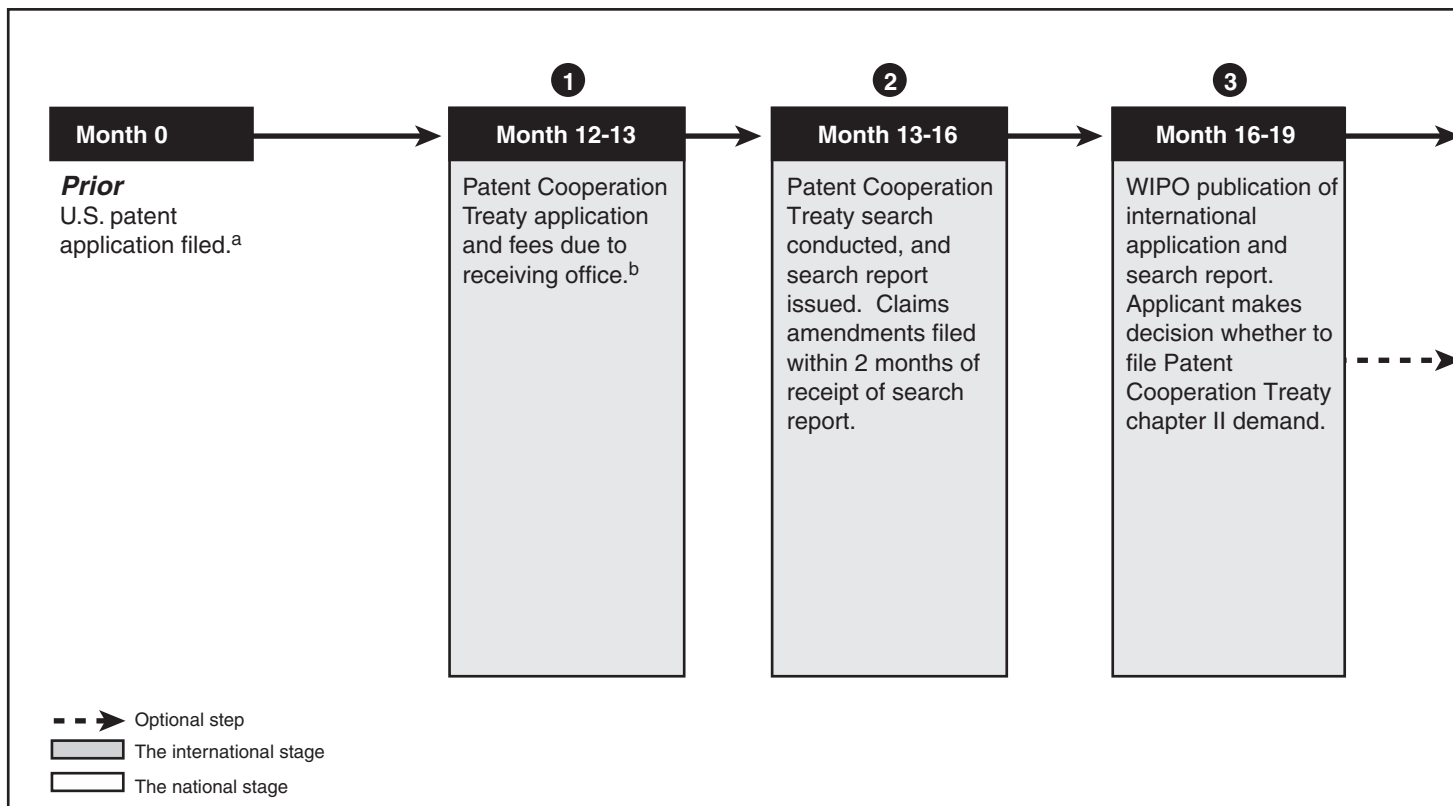 1
2
3
Month 0
Month 12-13
Month 13-16
Month 16-19
Prior
U.S. patent
application filed.a
Patent Cooperation
Treaty application
and fees due to
receiving office.b
Patent Cooperation
Treaty search
conducted, and
search report
issued. Claims
amendments filed
within 2 months of
receipt of search
report.
WIPO publication of
international
application and
search report.
Applicant makes
decision whether to
file Patent
Cooperation Treaty
chapter II demand.
Optional step
The international stage
The national stage